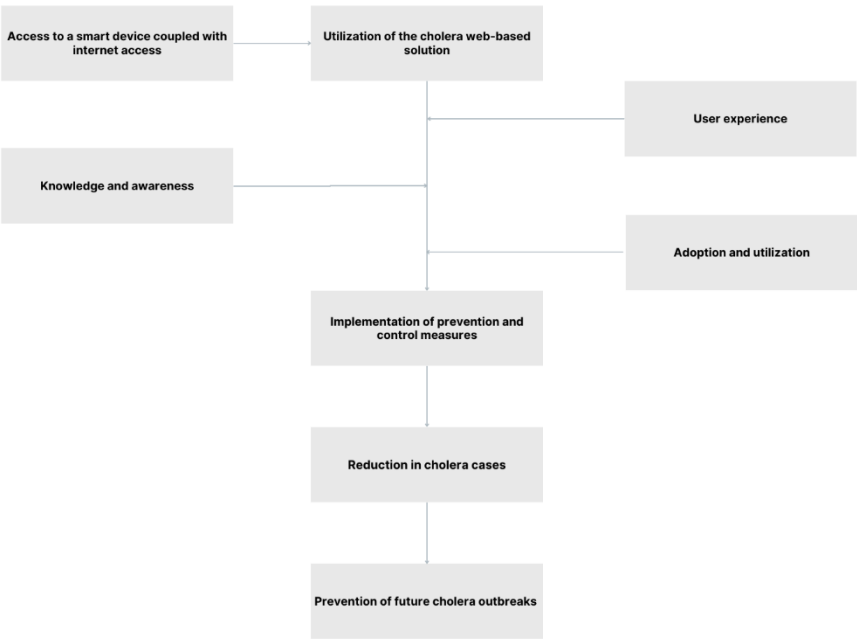 Access to a smart device coupled with
internet access
Utilization of the cholera web-based
solution
User experience
Knowledge and awareness
Adoption and utilization
Implementation of prevention and
control measures
Reduction in cholera cases
Prevention of future cholera outbreaks